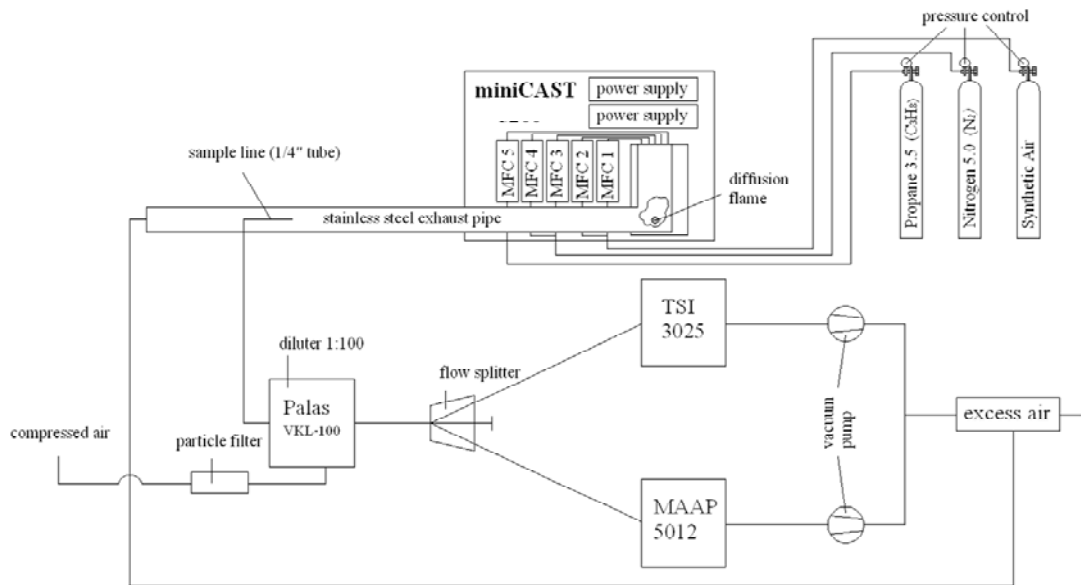 pressure control
miniCAST
power supply
power supply
Propane 3.5 (C3H8)
Nitrogen 5.0 (N2)
Synthetic Air
sample line (1/4" tube)
MFC 5
MFC 4
MFC 3
MFC 2
MFC 1
diffusion
flame
stainless steel exhaust pipe
TSI
3025
diluter 1:100
flow splitter
Palas
VKL-100
compressed air
particle filter
vacuum
pump
excess air
MAAP
5012